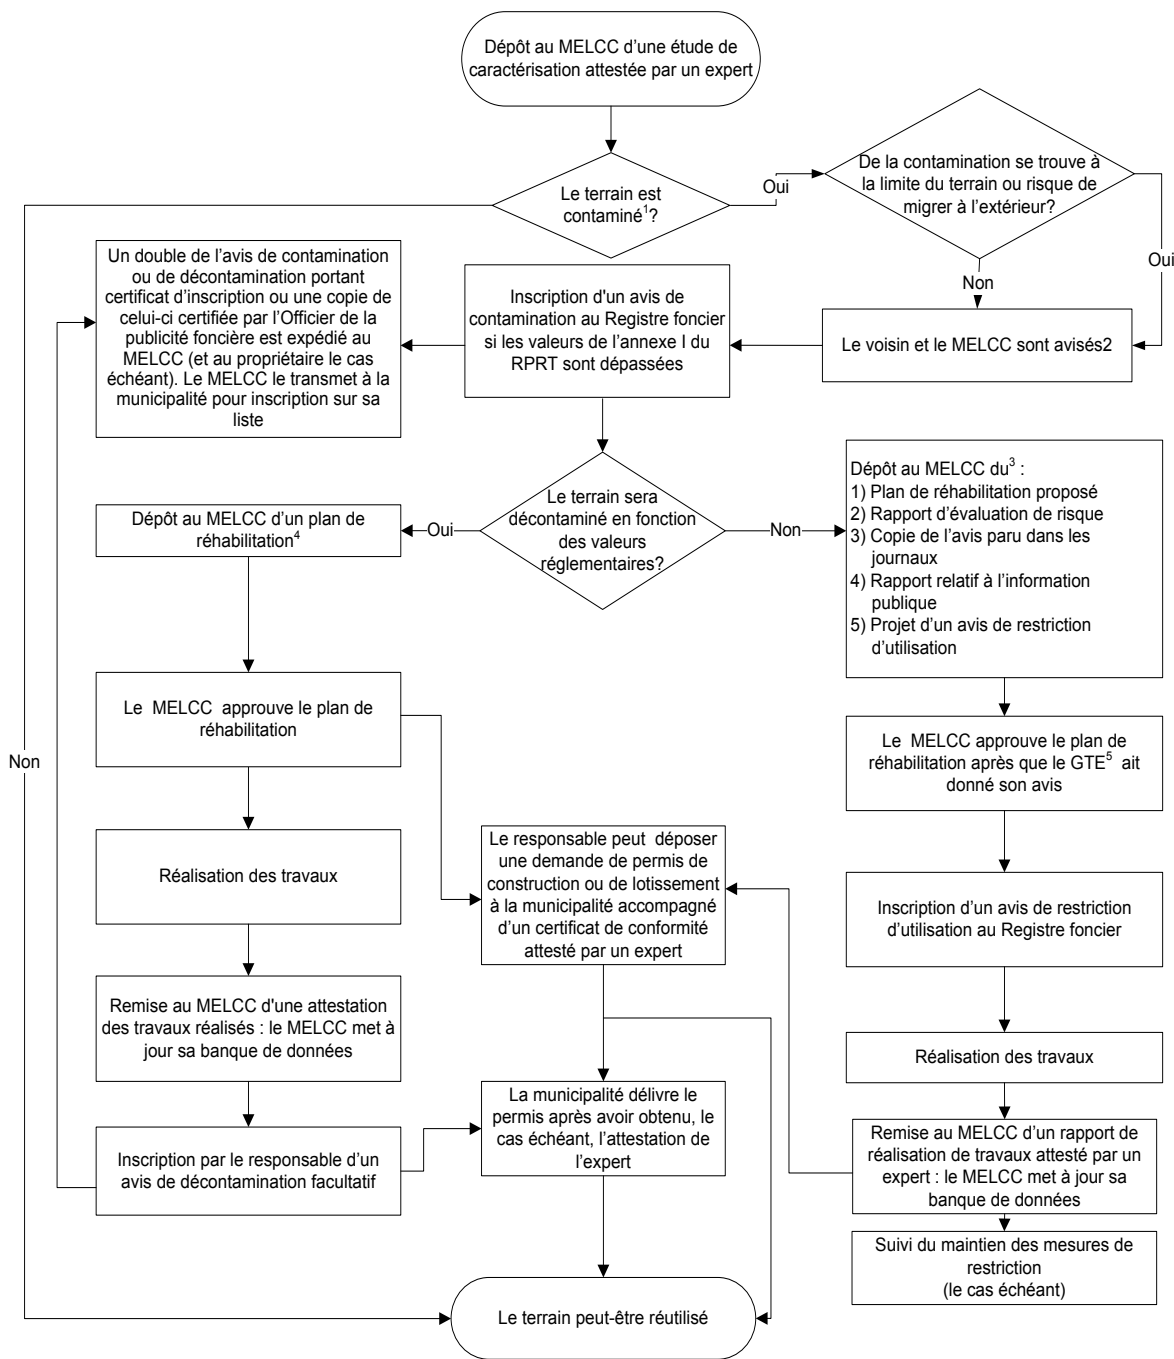 Dépôt au MELCC d'une étude de
caractérisation attestée par un expert
Le terrain est
contaminé1?
Oui
De la contamination se trouve à
la limite du terrain ou risque de
migrer à l'extérieur?
Oui
Non
Le voisin et le MELCC sont avisés2
Inscription d'un avis de
contamination au Registre foncier
si les valeurs de l'annexe I du
RPRT sont dépassées
Un double de l'avis de contamination
ou de décontamination portant
certificat d'inscription ou une copie de
celui-ci certifiée par l'Officier de la
publicité foncière est expédié au
MELCC (et au propriétaire le cas
échéant). Le MELCC le transmet à la
municipalité pour inscription sur sa
liste
Le terrain sera
décontaminé en fonction
des valeurs
réglementaires?
Oui
Non
Dépôt au MELCC d'un plan de
réhabilitation4
Dépôt au MELCC du3 :
1) Plan de réhabilitation proposé
2) Rapport d'évaluation de risque
3) Copie de l'avis paru dans les
journaux
4) Rapport relatif à l'information
publique
5) Projet d'un avis de restriction
d'utilisation
Le MELCC approuve le plan de
réhabilitation
Non
Le MELCC approuve le plan de
réhabilitation après que le GTE5 ait
donné son avis
Réalisation des travaux
Le responsable peut déposer
une demande de permis de
construction ou de lotissement
à la municipalité accompagné
d'un certificat de conformité
attesté par un expert
Inscription d'un avis de restriction
d'utilisation au Registre foncier
Remise au MELCC d'une attestation
des travaux réalisés : le MELCC met à
jour sa banque de données
Réalisation des travaux
La municipalité délivre le
permis après avoir obtenu, le
cas échéant, l'attestation de
l'expert
Inscription par le responsable d'un
avis de décontamination facultatif
Remise au MELCC d'un rapport de
réalisation de travaux attesté par un
expert : le MELCC met à jour sa
banque de données
Suivi du maintien des mesures de
restriction
(le cas échéant)
Le terrain peut-être réutilisé